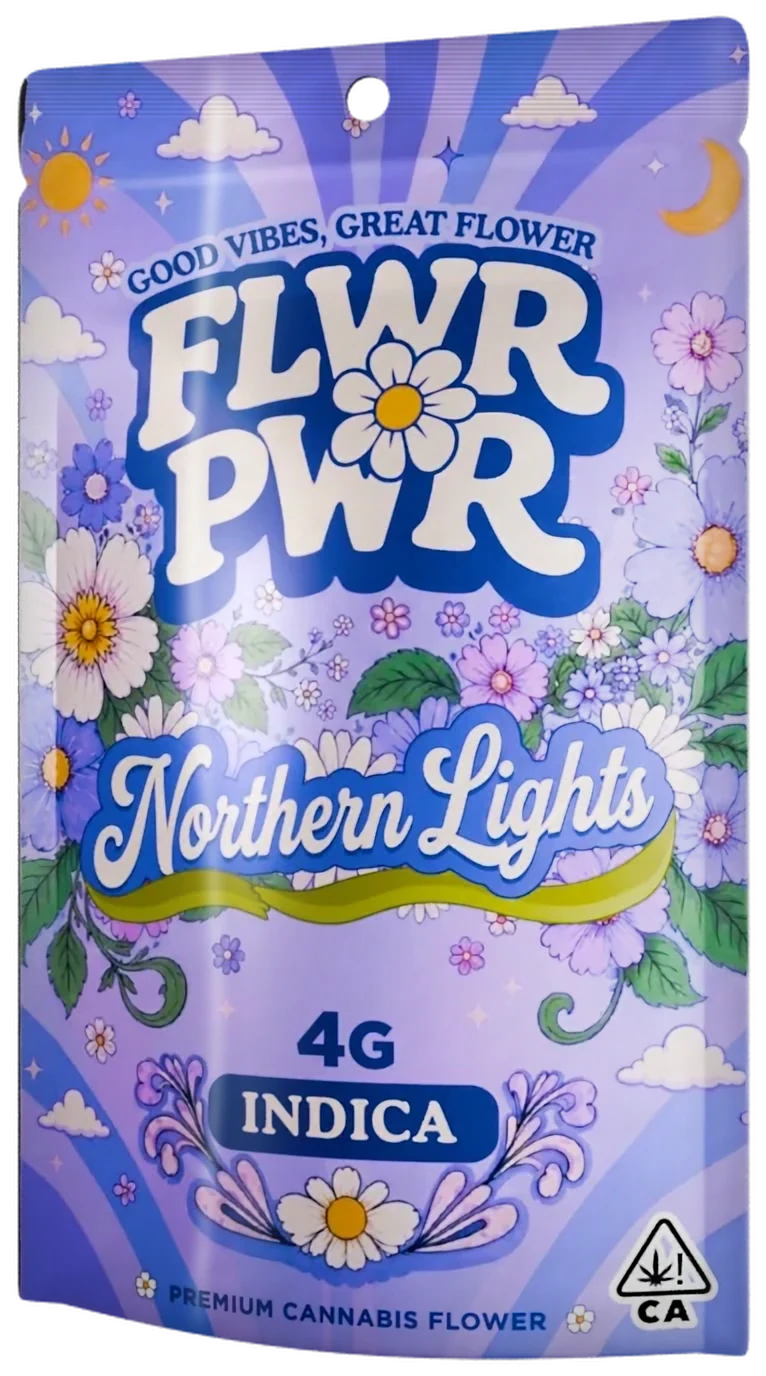 GOOD VIBES, GREAT FLOWER
FLWR
PWR
Northern Lights
4G
INDICA
PREMIUM CANNABIS FLOWER
!
CA